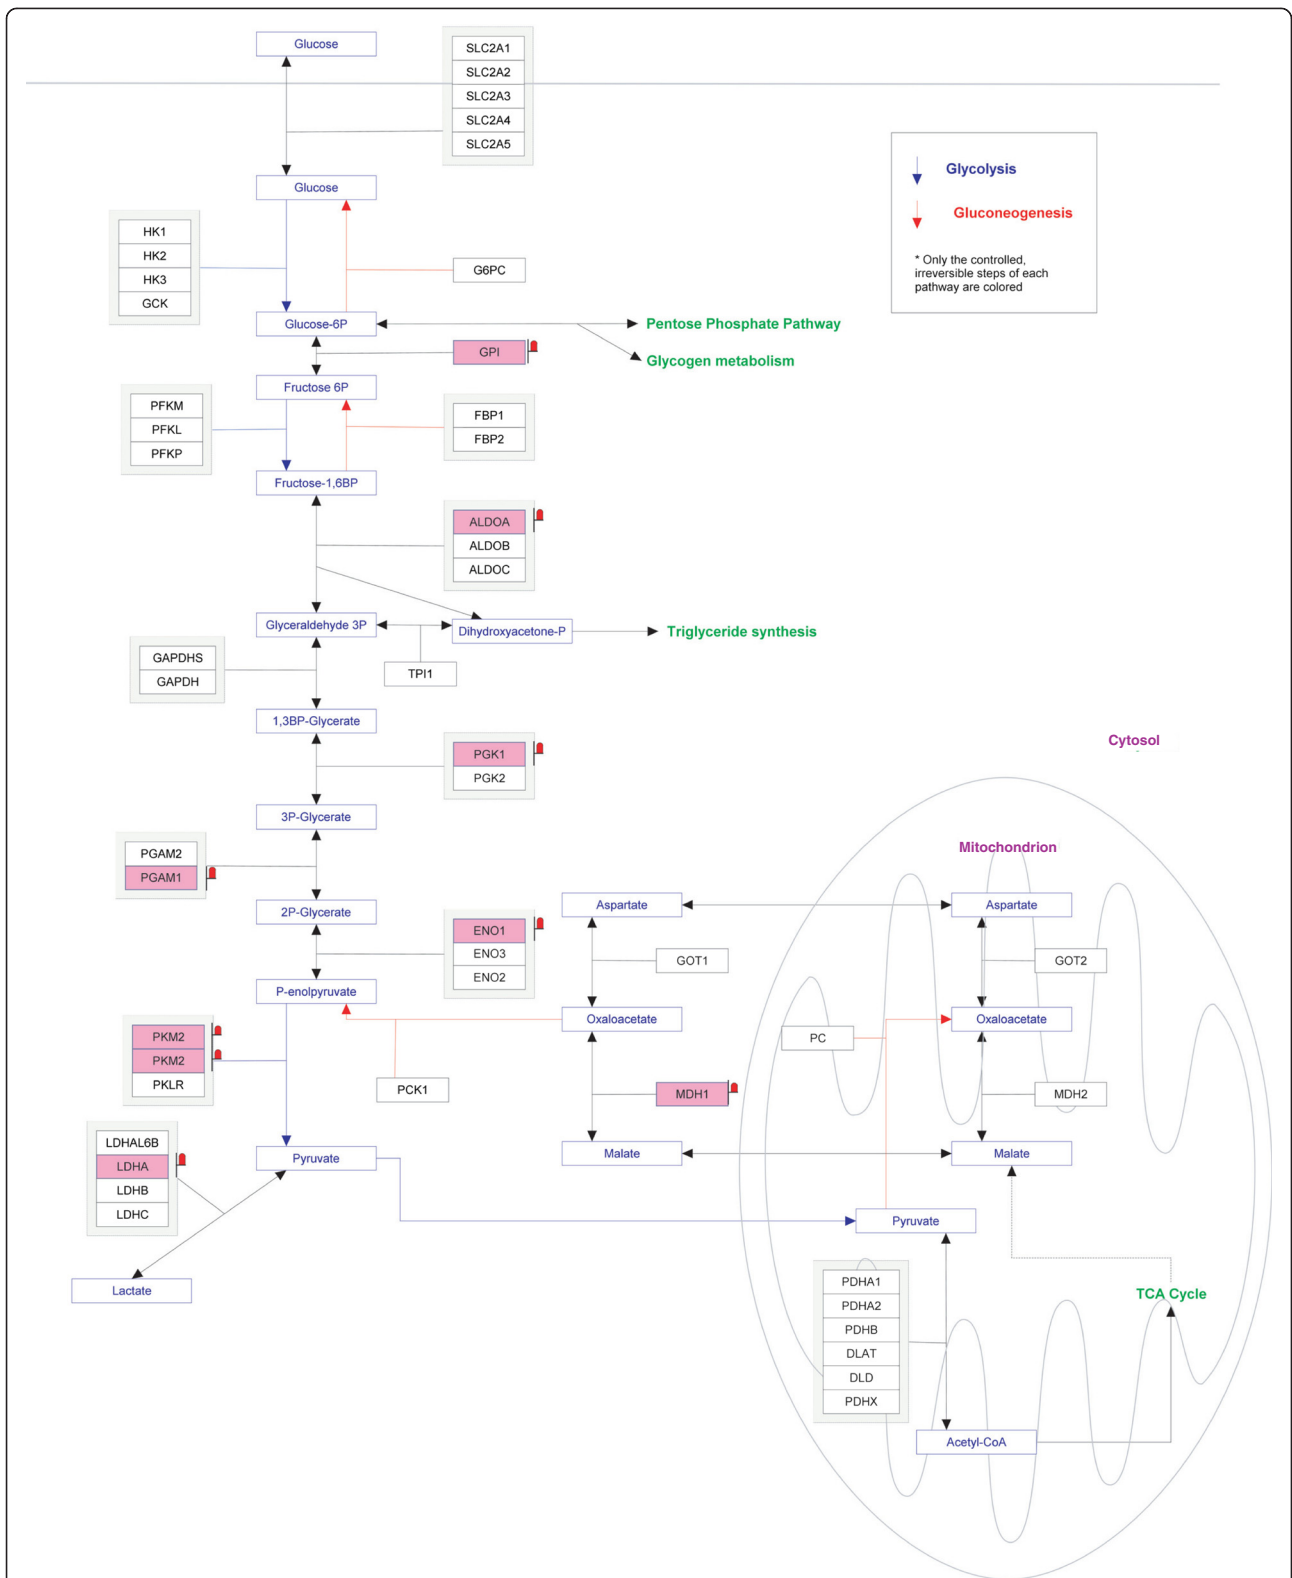 Glucose
SLC2A1
SLC2A2
SLC2A3
SLC2A4
SLC2A5
Glycolysis
Gluconeogenesis
* Only the controlled,
irreversible steps of each
pathway are colored
Glucose
HK1
HK2
HK3
GCK
G6PC
Glucose-6P
Pentose Phosphate Pathway
Glycogen metabolism
GPI
Fructose 6P
PFKM
PFKL
PFKP
FBP1
FBP2
Fructose-1,6BP
ALDOA
ALDOB
ALDOC
Glyceraldehyde 3P
Dihydroxyacetone-P
Triglyceride synthesis
GAPDHS
GAPDH
TPI1
1,3BP-Glycerate
Cytosol
PGK1
PGK2
3P-Glycerate
Mitochondrion
PGAM2
PGAM1
2P-Glycerate
Aspartate
Aspartate
ENO1
ENO3
ENO2
GOT1
GOT2
P-enolpyruvate
Oxaloacetate
Oxaloacetate
PKM2
PKM2
PKLR
PC
PCK1
MDH1
MDH2
LDHAL6B
LDHA
LDHB
LDHC
Pyruvate
Malate
Malate
Pyruvate
Lactate
PDHA1
PDHA2
PDHB
DLAT
DLD
PDHX
TCA Cycle
Acetyl-CoA